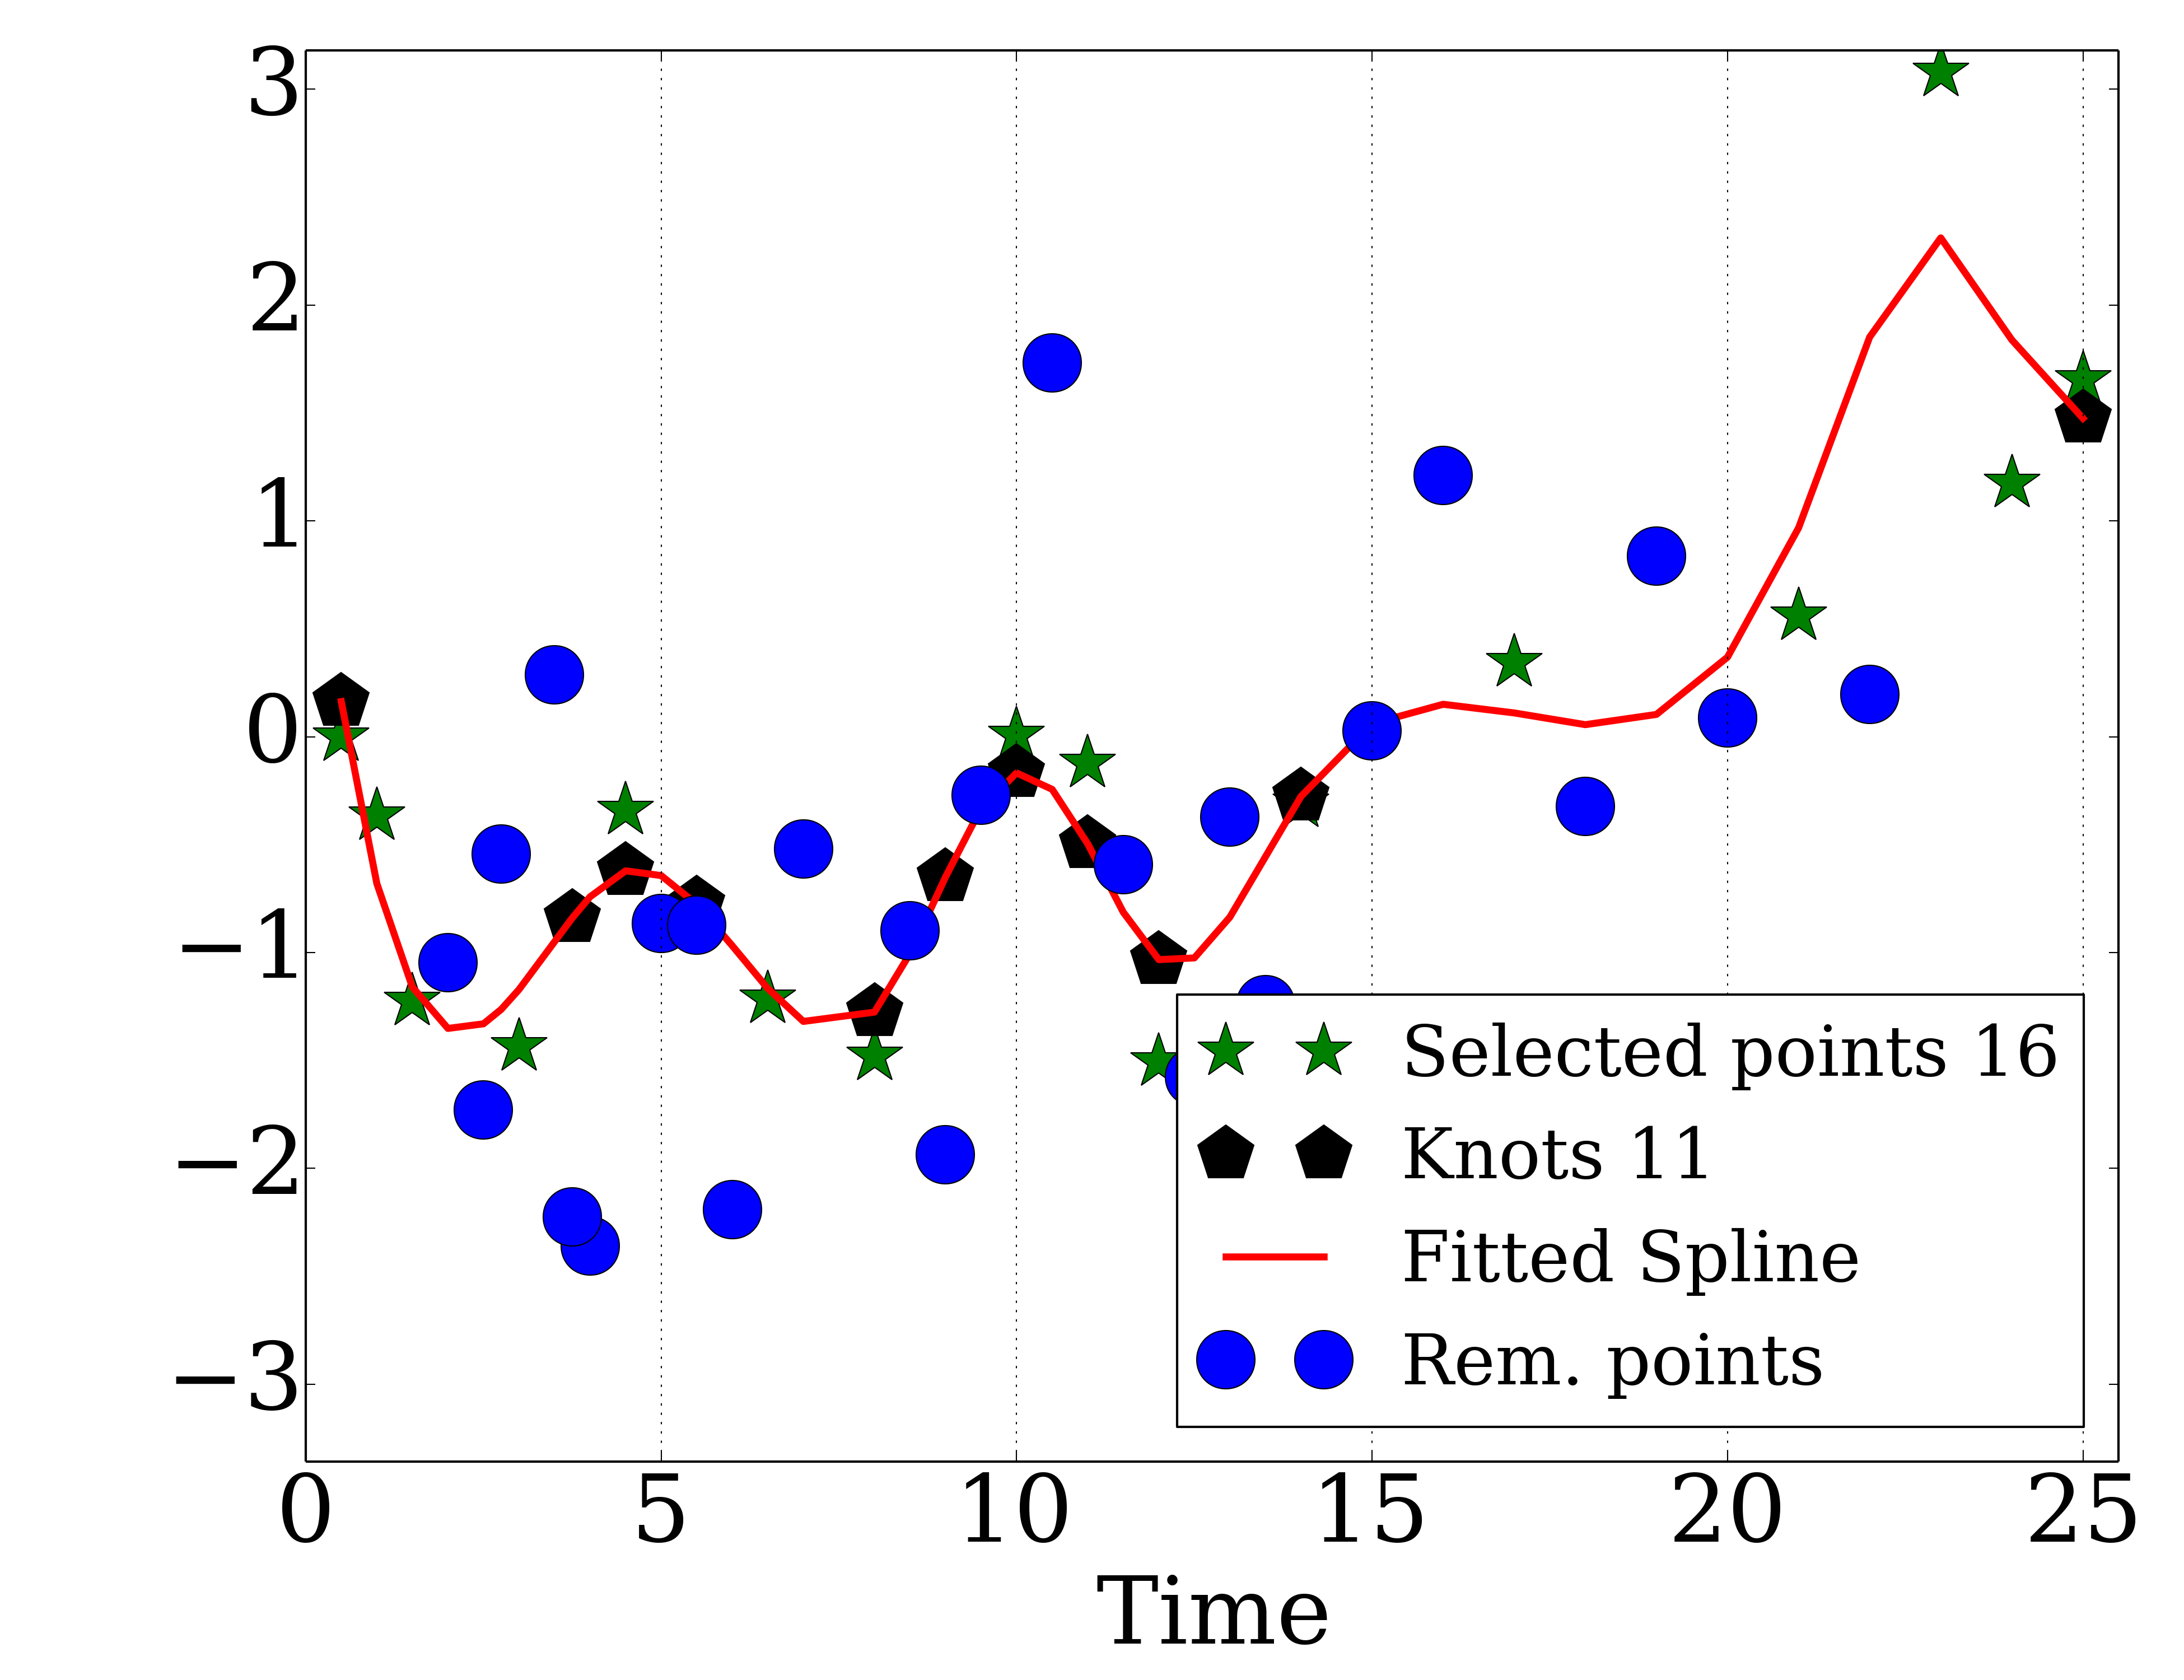 3
2
1
0
−1
−2
−3
Selected points 16
Knots 11
Fitted Spline
Rem. points
0 5 10 15 20 25
Time